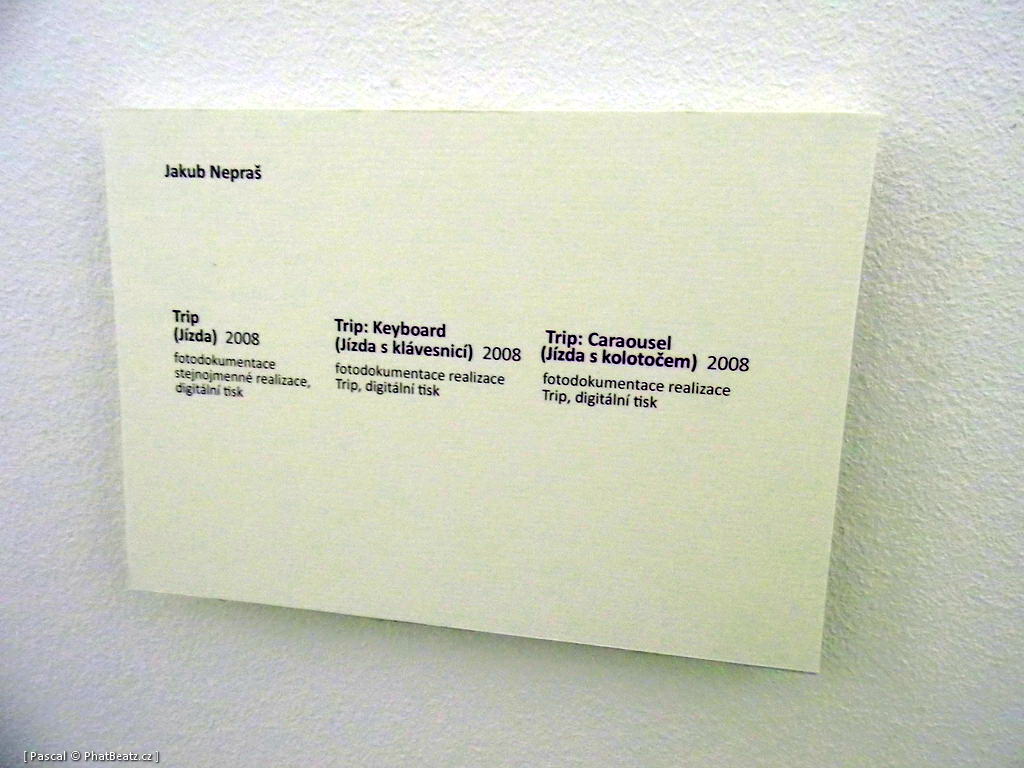 Jakub Nepraš
Trip
(Jízda) 2008
fotodokumentace
stejnojmenné realizace,
digitální tisk
Trip: Keyboard
(Jízda s klávesnicí) 2008
fotodokumentace realizace
Trip, digitální tisk
Trip: Caraousel
(Jízda s kolotočem) 2008
fotodokumentace realizace
Trip, digitální tisk
[ Pascal © PhatBeatz.cz ]